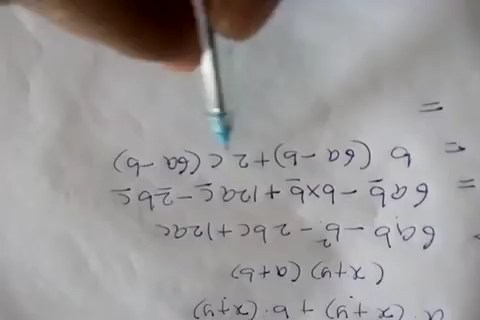 a·(x+y) + b·(x+y)
(x+y) (a+b)
6ab - b² - 2bc + 12ac
= 6ab - b×b + 12ac - 2bc
= b (6a-b) + 2c (6a-b)
=